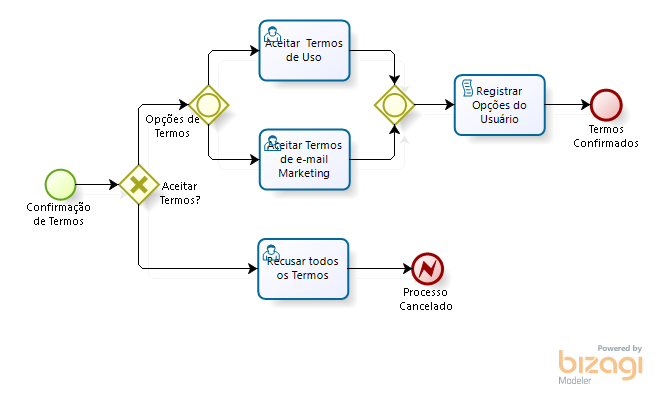 Aceitar Termos
de Uso
Opções de
Termos
Aceitar Termos
de e-mail
Marketing
Registrar
Opções do
Usuário
Termos
Confirmados
Confirmação
de Termos
Aceitar
Termos?
Recusar todos
os Termos
Processo
Cancelado
Powered by
bizagi
Modeler